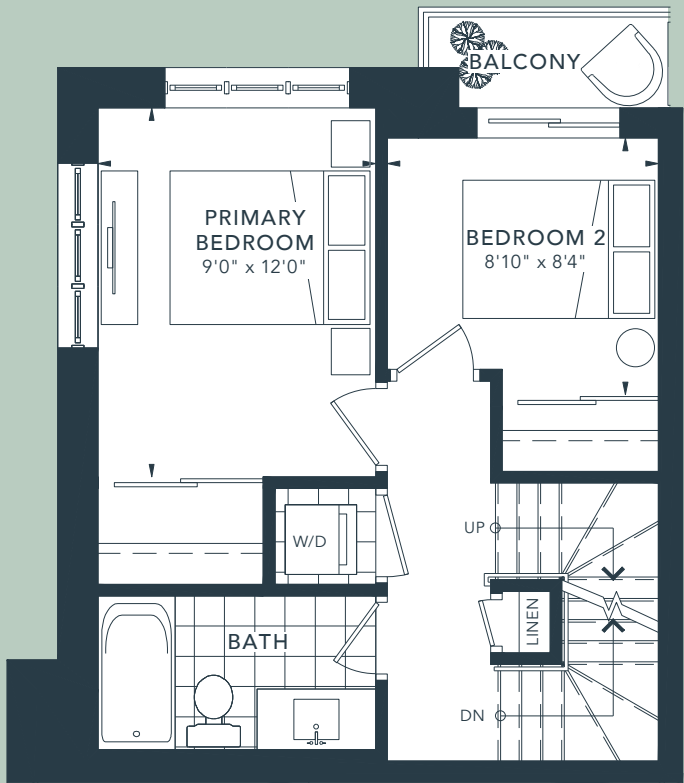 BALCONY
PRIMARY
BEDROOM
9'0" x 12'0"
BEDROOM 2
8'10" x 8'4"
UP
W/D
LINEN
BATH
DN